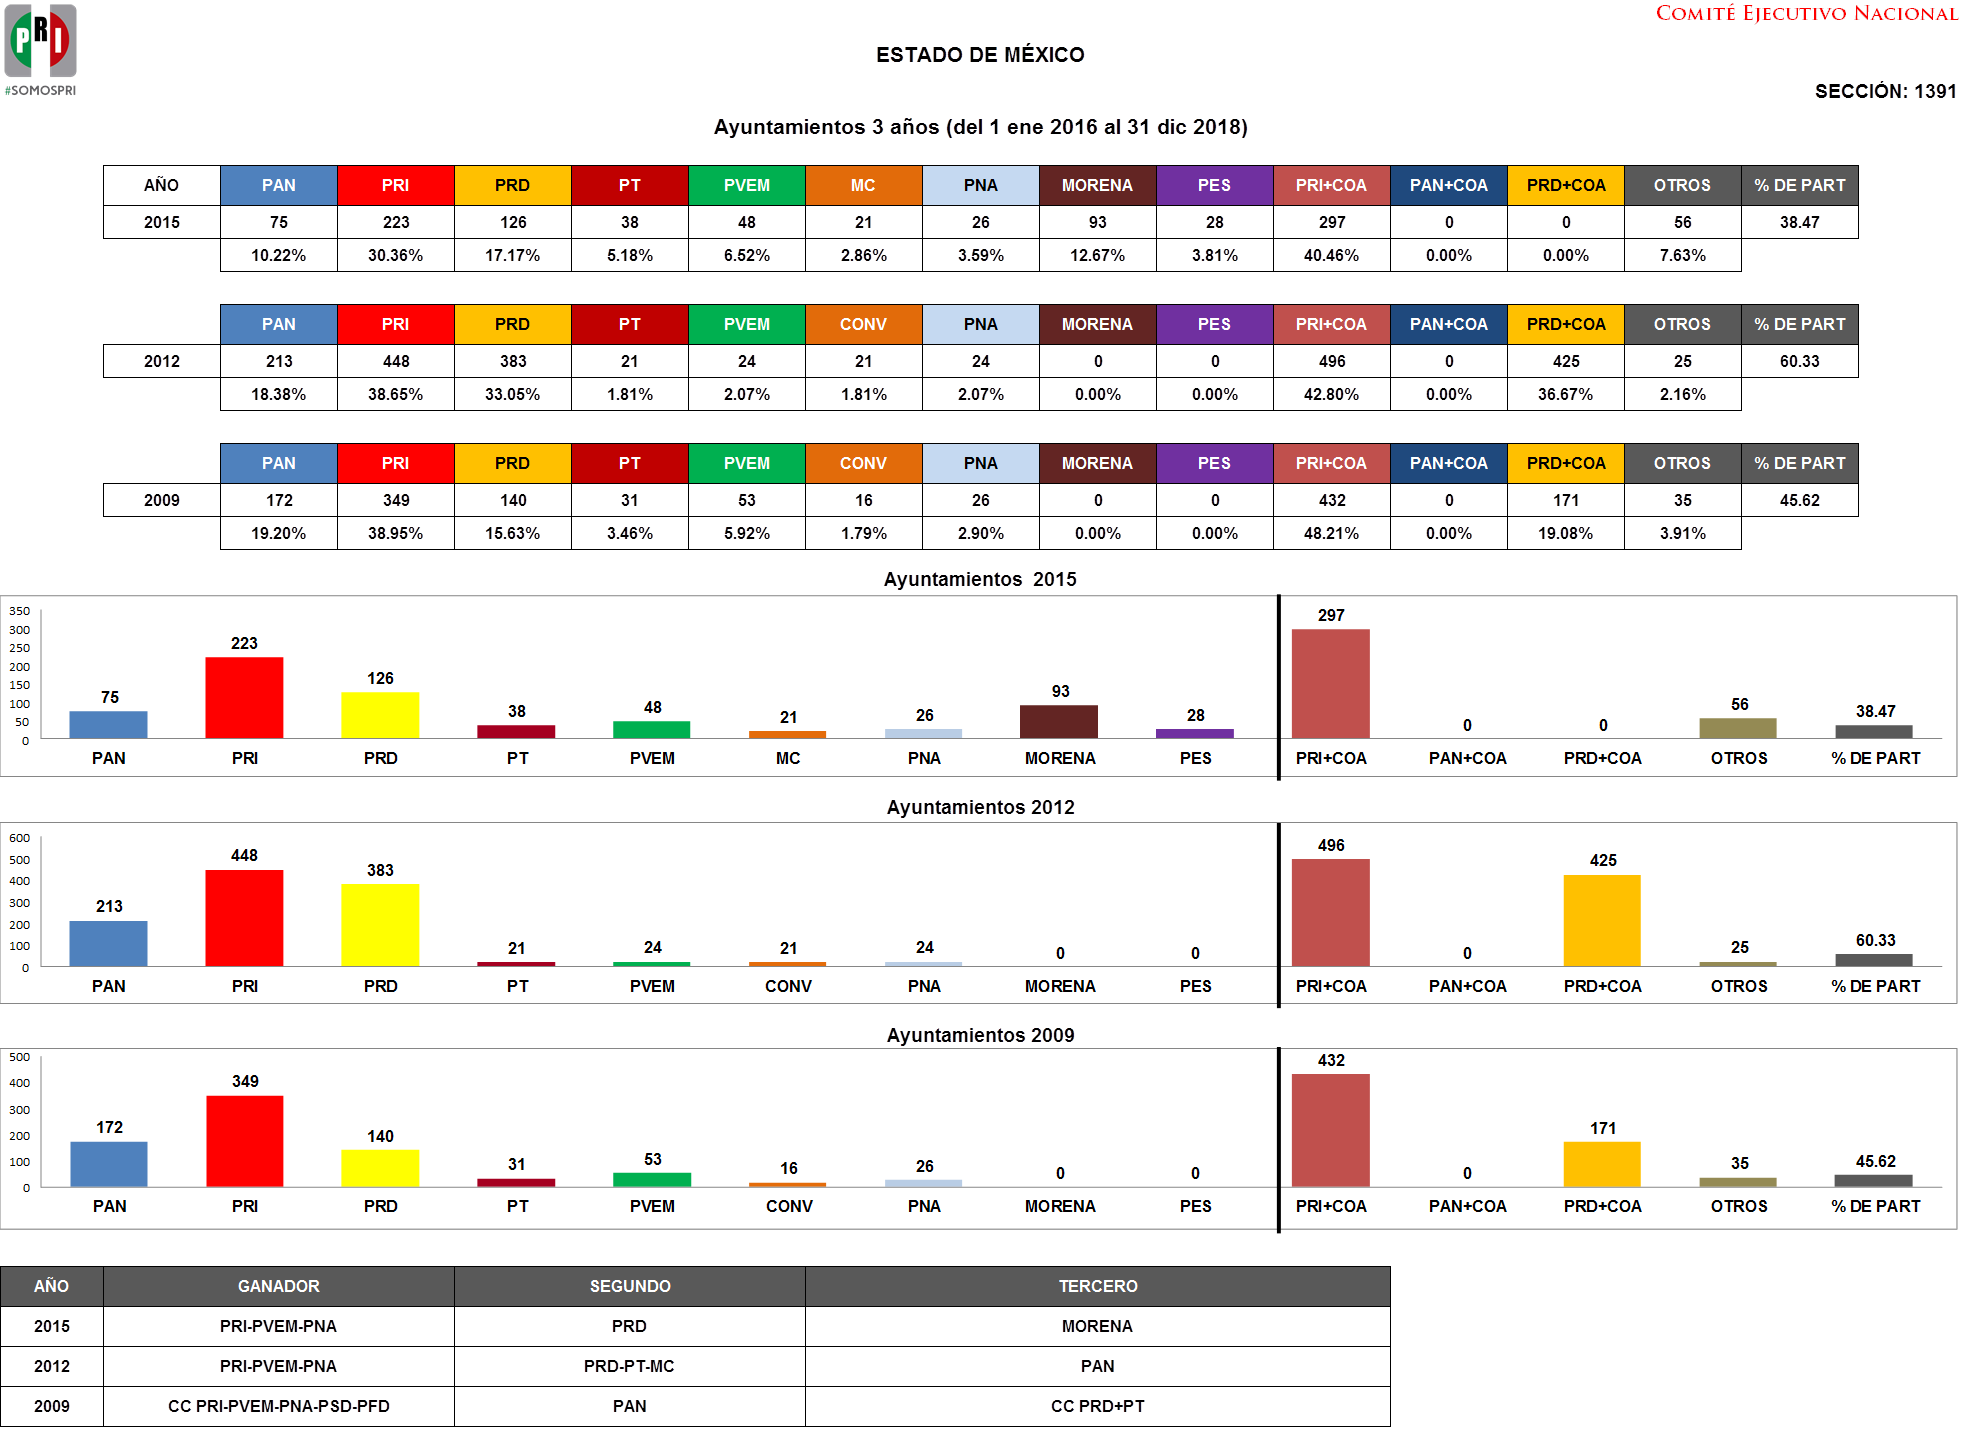 PRI
#SOMOSPRI
COMITÉ EJECUTIVO NACIONAL
ESTADO DE MÉXICO
SECCIÓN: 1391
Ayuntamientos 3 años (del 1 ene 2016 al 31 dic 2018)
AÑO PAN PRI PRD PT PVEM MC PNA MORENA PES PRI+COA PAN+COA PRD+COA OTROS % DE PART
2015 75 223 126 38 48 21 26 93 28 297 0 0 56 38.47
10.22% 30.36% 17.17% 5.18% 6.52% 2.86% 3.59% 12.67% 3.81% 40.46% 0.00% 0.00% 7.63%
PAN PRI PRD PT PVEM CONV PNA MORENA PES PRI+COA PAN+COA PRD+COA OTROS % DE PART
2012 213 448 383 21 24 21 24 0 0 496 0 425 25 60.33
18.38% 38.65% 33.05% 1.81% 2.07% 1.81% 2.07% 0.00% 0.00% 42.80% 0.00% 36.67% 2.16%
PAN PRI PRD PT PVEM CONV PNA MORENA PES PRI+COA PAN+COA PRD+COA OTROS % DE PART
2009 172 349 140 31 53 16 26 0 0 432 0 171 35 45.62
19.20% 38.95% 15.63% 3.46% 5.92% 1.79% 2.90% 0.00% 0.00% 48.21% 0.00% 19.08% 3.91%
Ayuntamientos 2015
350
300
250
200
150
100
50
0
75 223 126 38 48 21 26 93 28 297 0 0 56 38.47
PAN PRI PRD PT PVEM MC PNA MORENA PES PRI+COA PAN+COA PRD+COA OTROS % DE PART
Ayuntamientos 2012
600
500
400
300
200
100
0
213 448 383 21 24 21 24 0 0 496 0 425 25 60.33
PAN PRI PRD PT PVEM CONV PNA MORENA PES PRI+COA PAN+COA PRD+COA OTROS % DE PART
Ayuntamientos 2009
500
400
300
200
100
0
172 349 140 31 53 16 26 0 0 432 0 171 35 45.62
PAN PRI PRD PT PVEM CONV PNA MORENA PES PRI+COA PAN+COA PRD+COA OTROS % DE PART
AÑO GANADOR SEGUNDO TERCERO
2015 PRI-PVEM-PNA PRD MORENA
2012 PRI-PVEM-PNA PRD-PT-MC PAN
2009 CC PRI-PVEM-PNA-PSD-PFD PAN CC PRD+PT